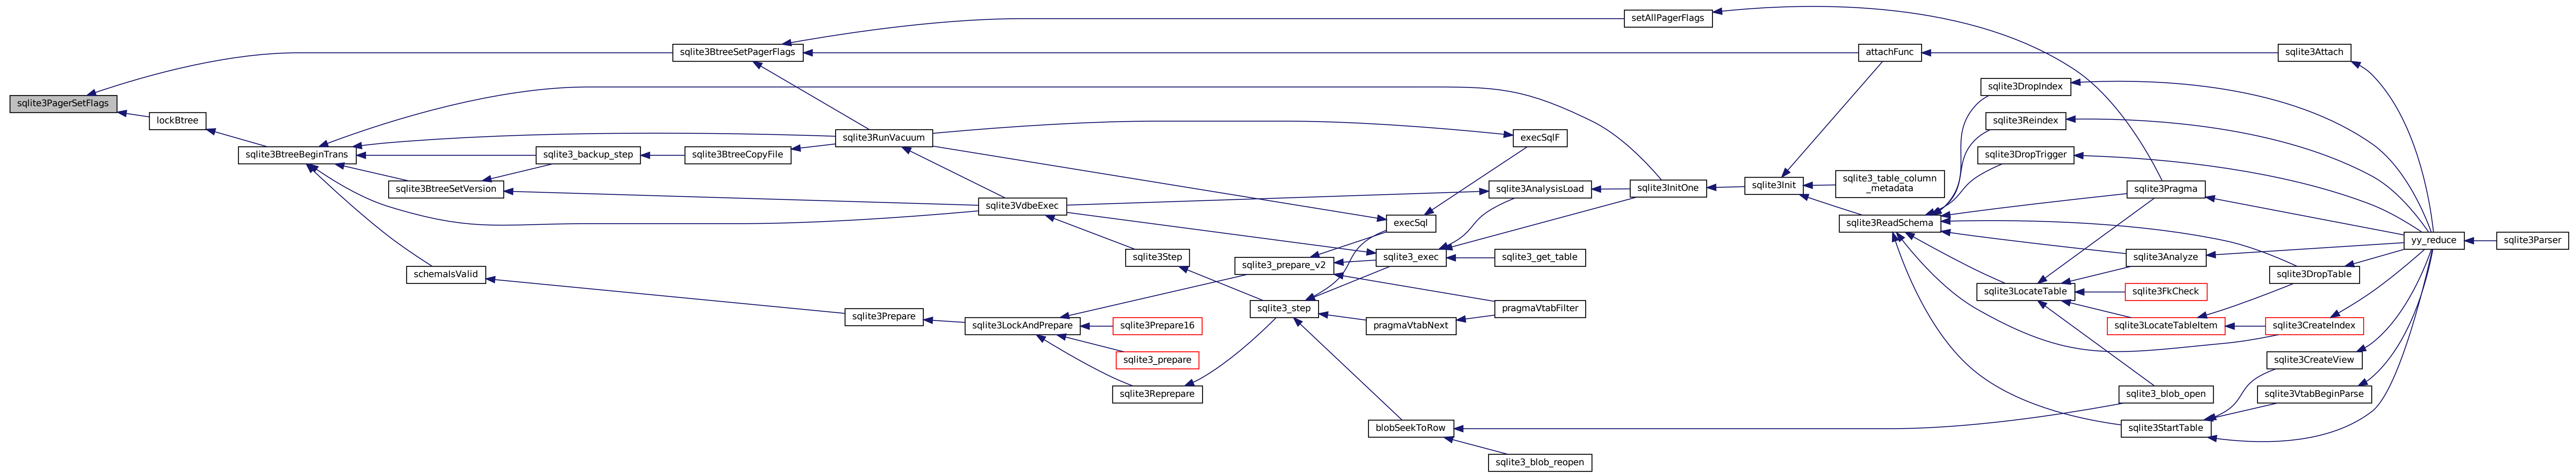 sqlite3PagerSetFlags
lockBtree
sqlite3BtreeBeginTrans
sqlite3BtreeSetVersion
schemaIsValid
sqlite3_backup_step
sqlite3BtreeSetPagerFlags
sqlite3BtreeCopyFile
sqlite3RunVacuum
sqlite3Prepare
sqlite3VdbeExec
sqlite3LockAndPrepare
sqlite3Step
sqlite3Prepare16
sqlite3_prepare
sqlite3Reprepare
sqlite3_prepare_v2
sqlite3_step
execSql
sqlite3_exec
pragmaVtabNext
blobSeekToRow
execSqlF
sqlite3AnalysisLoad
sqlite3_get_table
pragmaVtabFilter
sqlite3_blob_reopen
setAllPagerFlags
sqlite3InitOne
sqlite3Init
attachFunc
sqlite3_table_column
_metadata
sqlite3ReadSchema
sqlite3DropIndex
sqlite3Reindex
sqlite3DropTrigger
sqlite3LocateTable
sqlite3Pragma
sqlite3Analyze
sqlite3FkCheck
sqlite3LocateTableItem
sqlite3_blob_open
sqlite3StartTable
sqlite3Attach
sqlite3DropTable
sqlite3CreateIndex
sqlite3CreateView
sqlite3VtabBeginParse
yy_reduce
sqlite3Parser